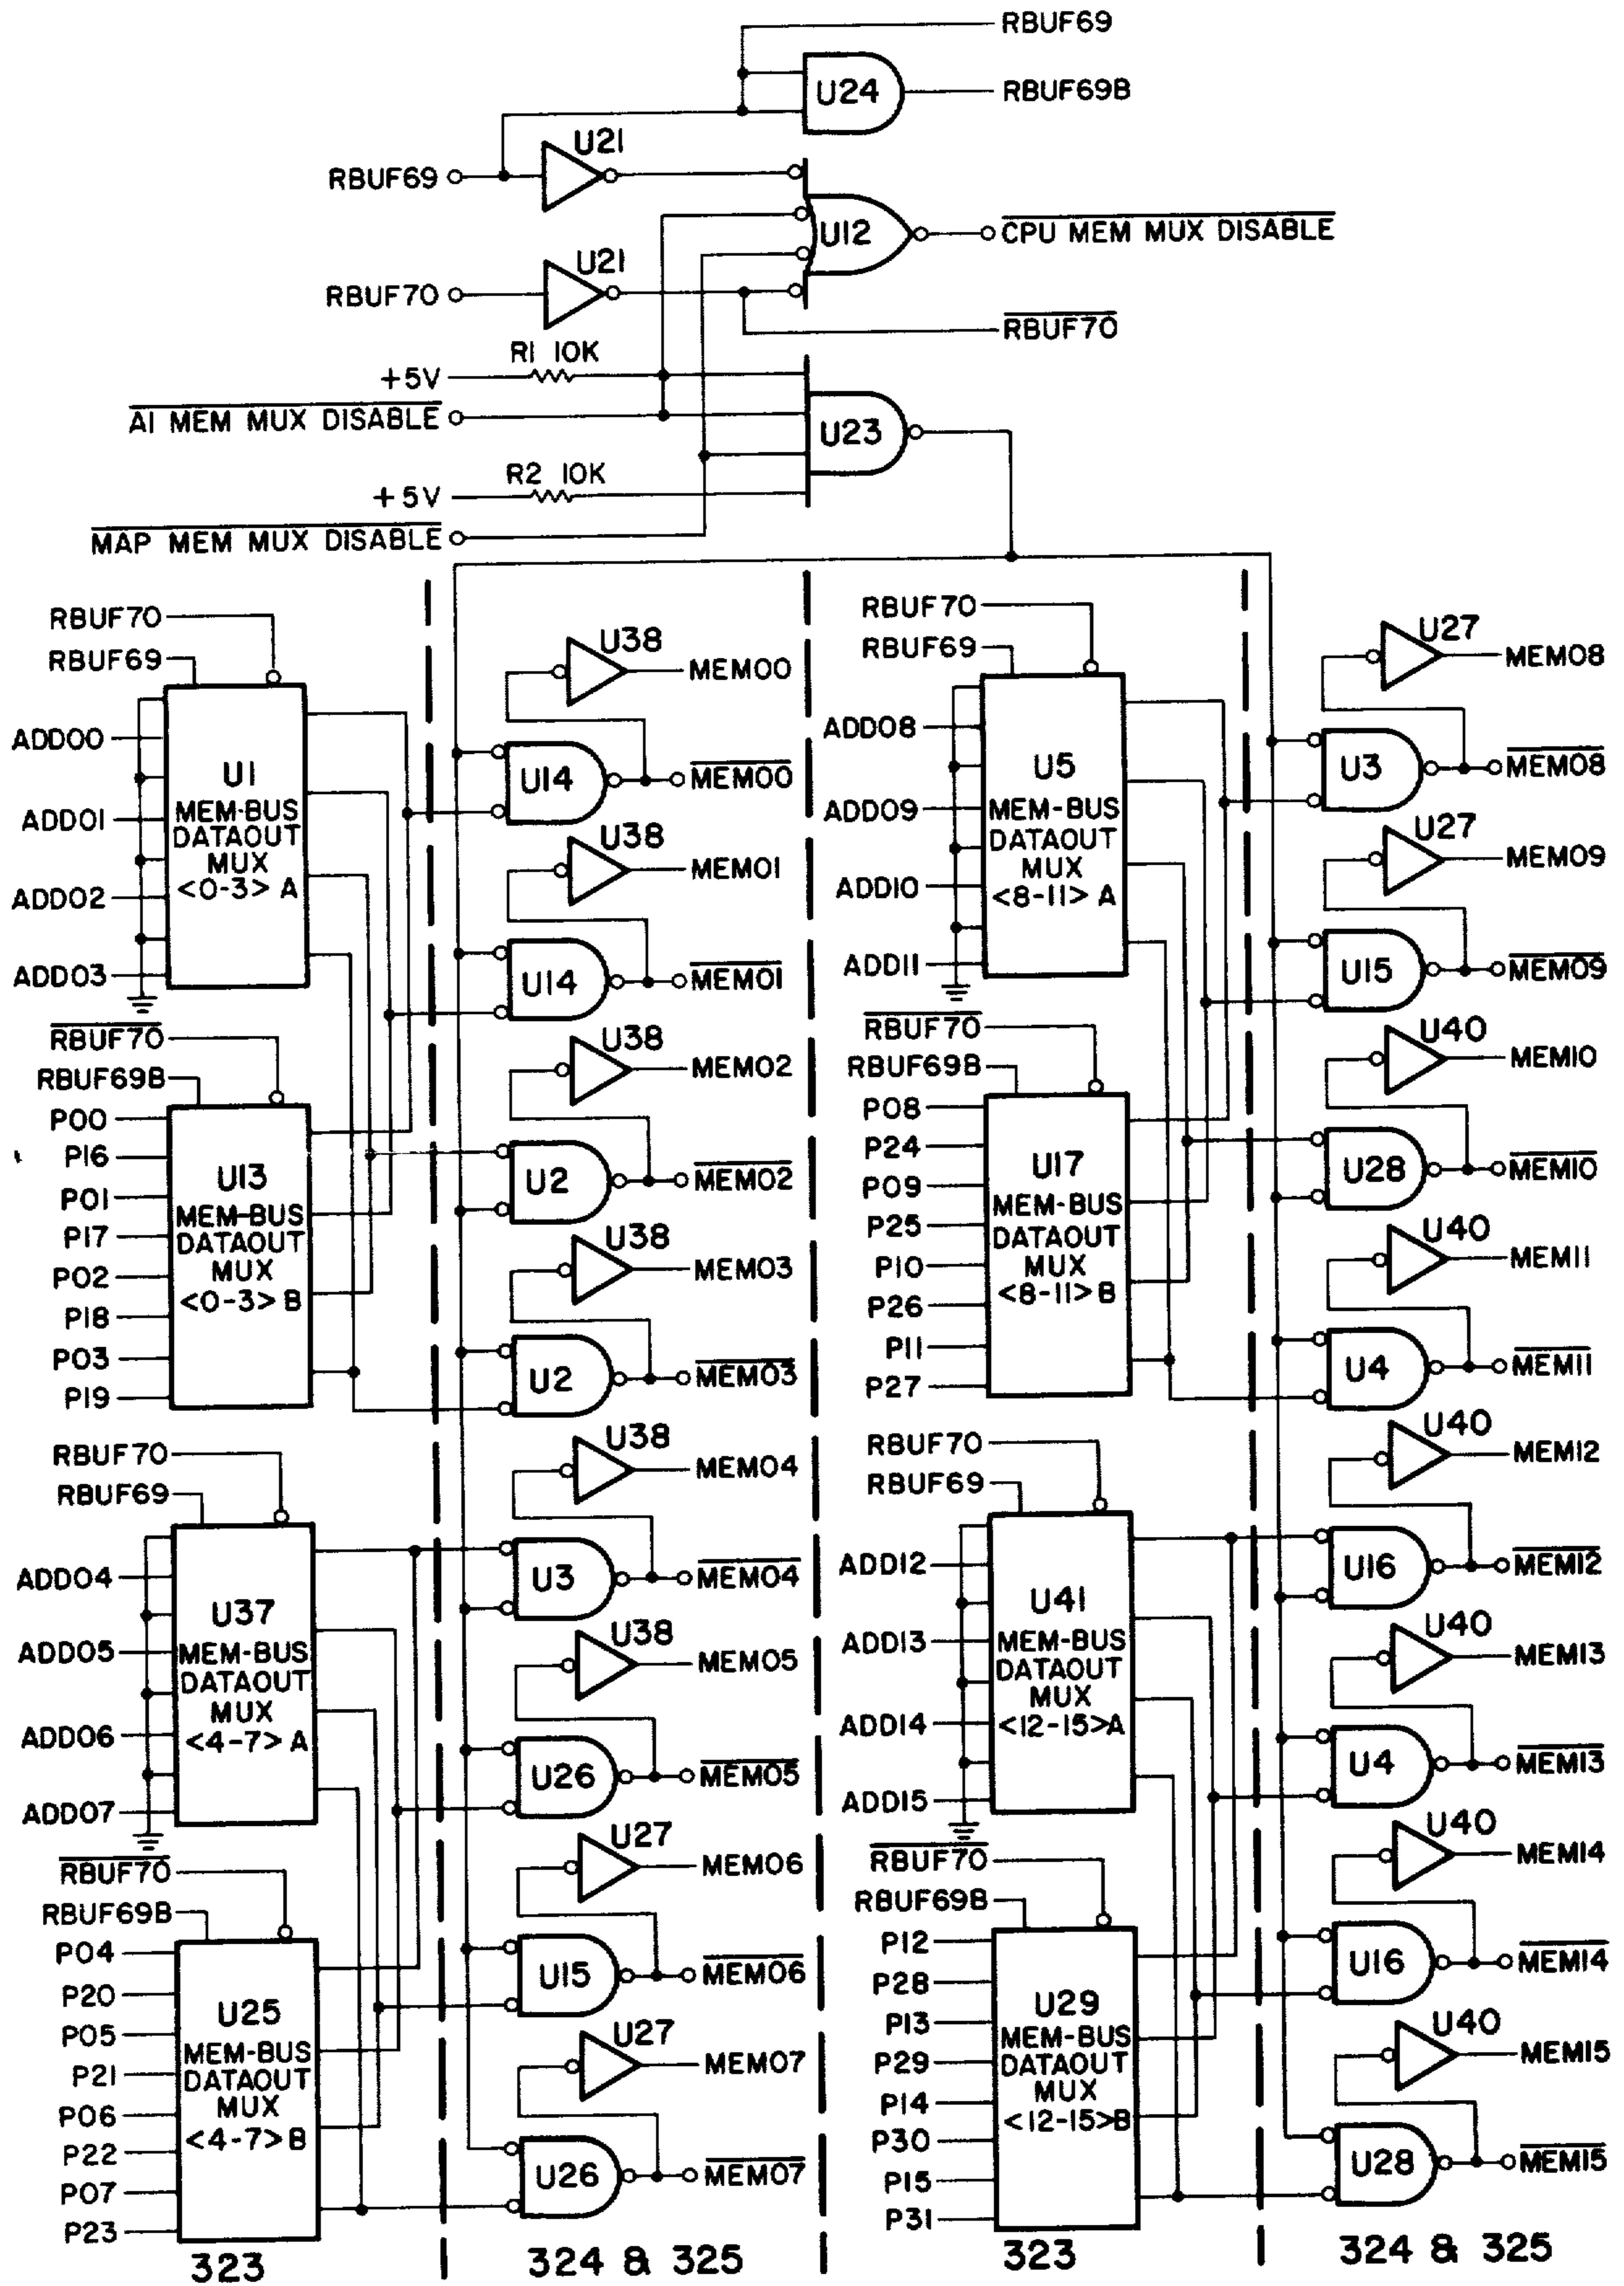 RBUF69
U24
RBUF69B
U21
RBUF69
U12
CPU MEM MUX DISABLE
U21
RBUF70
RBUF70
R1 10K
+5V
A1 MEM MUX DISABLE
U23
R2 10K
+5V
MAP MEM MUX DISABLE
RBUF70
RBUF69
ADD00
ADD01
ADD02
ADD03
U1
MEM-BUS
DATAOUT
MUX
<0-3> A
RBUF70
RBUF69B
P00
P16
P01
P17
P02
P18
P03
P19
U13
MEM-BUS
DATAOUT
MUX
<0-3> B
RBUF70
RBUF69
ADD04
ADD05
ADD06
ADD07
U37
MEM-BUS
DATAOUT
MUX
<4-7> A
RBUF70
RBUF69B
P04
P20
P05
P21
P06
P22
P07
P23
U25
MEM-BUS
DATAOUT
MUX
<4-7> B
323
U38
MEM00
U14
MEM00
U38
MEM01
U14
MEM01
U38
MEM02
U2
MEM02
U38
MEM03
U2
MEM03
U38
MEM04
U3
MEM04
U38
MEM05
U26
MEM05
U27
MEM06
U15
MEM06
U27
MEM07
U26
MEM07
324 & 325
RBUF70
RBUF69
ADD08
ADD09
ADD10
ADD11
U5
MEM-BUS
DATAOUT
MUX
<8-11> A
RBUF70
RBUF69B
P08
P24
P09
P25
P10
P26
P11
P27
U17
MEM-BUS
DATAOUT
MUX
<8-11> B
RBUF70
RBUF69
ADD12
ADD13
ADD14
ADD15
U41
MEM-BUS
DATAOUT
MUX
<12-15>A
RBUF70
RBUF69B
P12
P28
P13
P29
P14
P30
P15
P31
U29
MEM-BUS
DATAOUT
MUX
<12-15>B
323
U27
MEM08
U3
MEM08
U27
MEM09
U15
MEM09
U40
MEM10
U28
MEM10
U40
MEM11
U4
MEM11
U40
MEM12
U16
MEM12
U40
MEM13
U4
MEM13
U40
MEM14
U16
MEM14
U40
MEM15
U28
MEM15
324 & 325